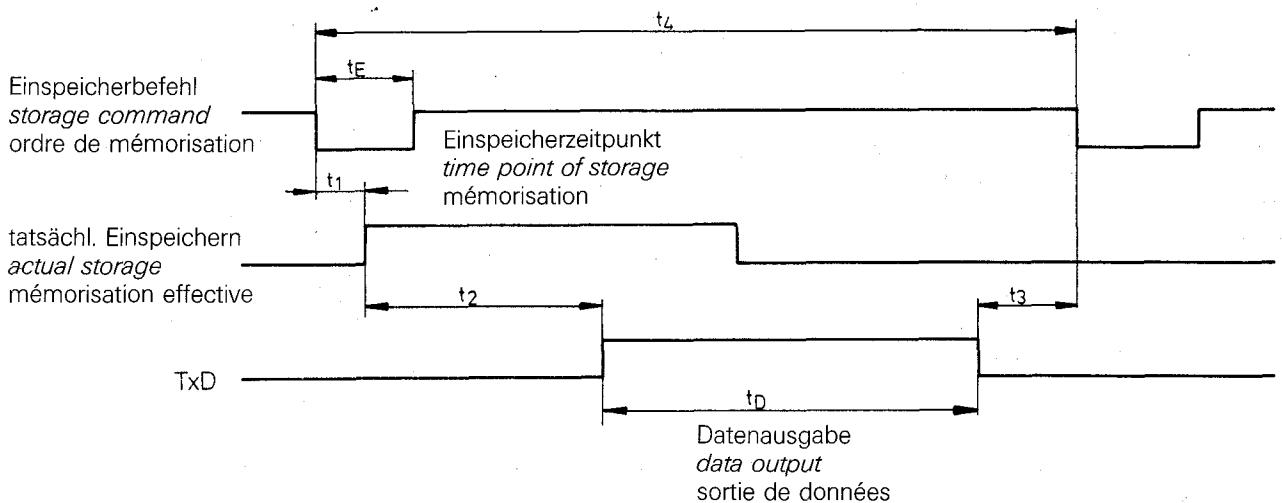 t4
tE
Einspeicherbefehl
storage command
ordre de mémorisation
Einspeicherzeitpunkt
time point of storage
mémorisation
t1
tatsächl. Einspeichern
actual storage
mémorisation effective
t2
t3
TxD
tD
Datenausgabe
data output
sortie de données